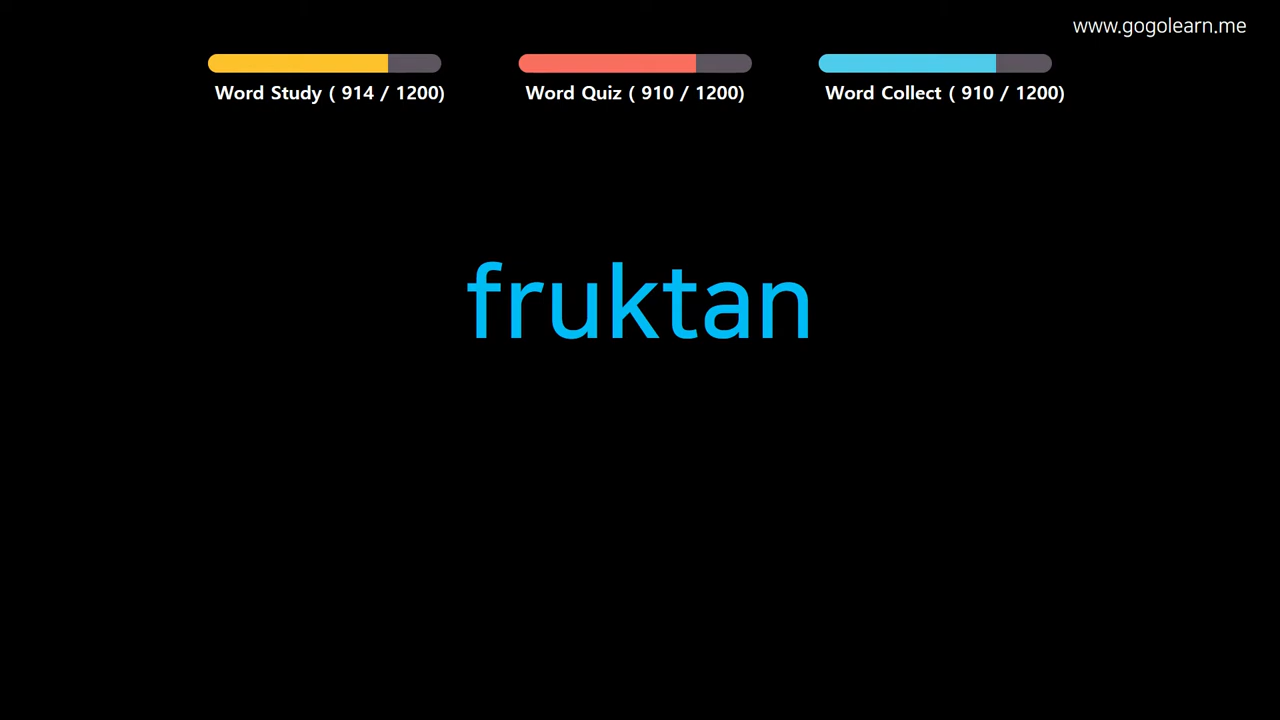 www.gogolearn.me
Word Study ( 914 / 1200)
Word Quiz ( 910 / 1200)
Word Collect ( 910 / 1200)
fruktan